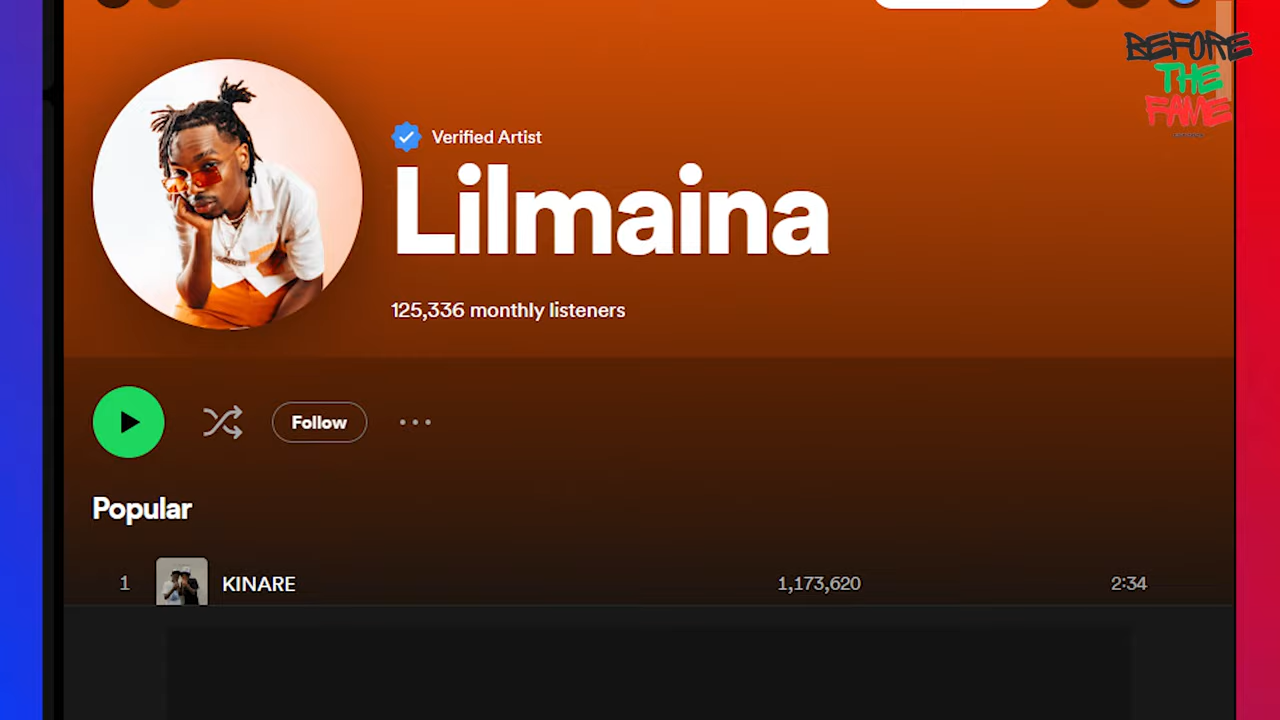 BEFORE
THE
FAME
Verified Artist
Lilmaina
125,336 monthly listeners
Follow
Popular
1 KINARE 1,173,620 2:34